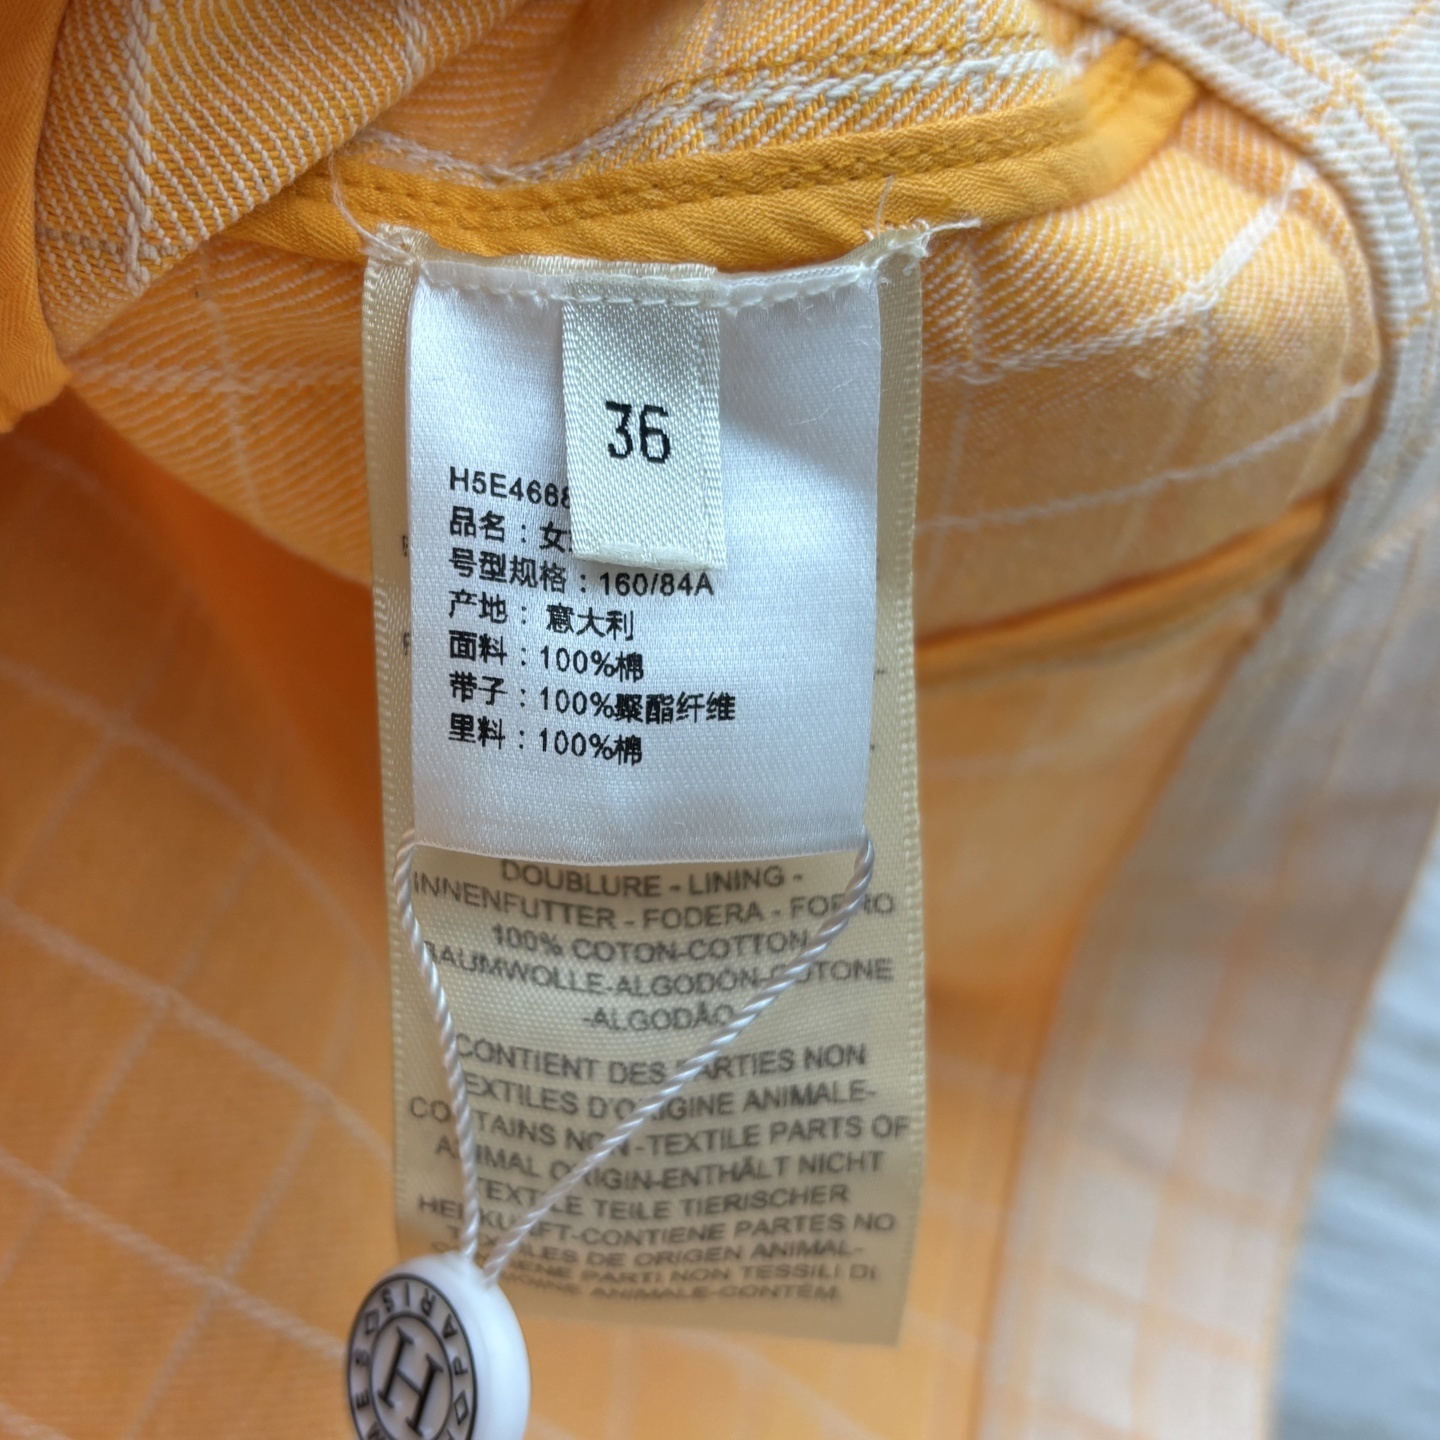 36
H5E4668
品名：女
号型规格：160/84A
产地：意大利
面料：100%棉
带子：100%聚酯纤维
里料：100%棉
DOUBLURE - LINING -
INNENFUTTER - FODERA - FORRO
100% COTON-COTTON
BAUMWOLLE-ALGODÓN-COTONE
-ALGODÃO
CONTIENT DES PARTIES NON
TEXTILES D'ORIGINE ANIMALE-
CONTAINS NON-TEXTILE PARTS OF
ANIMAL ORIGIN-ENTHÄLT NICHT
TEXTILE TEILE TIERISCHER
HERKUNFT-CONTIENE PARTES NO
TEXTILES DE ORIGEN ANIMAL-
CONTIENE PARTI NON TESSILI DI
ORIGINE ANIMALE-CONTÉM
H
PARIS